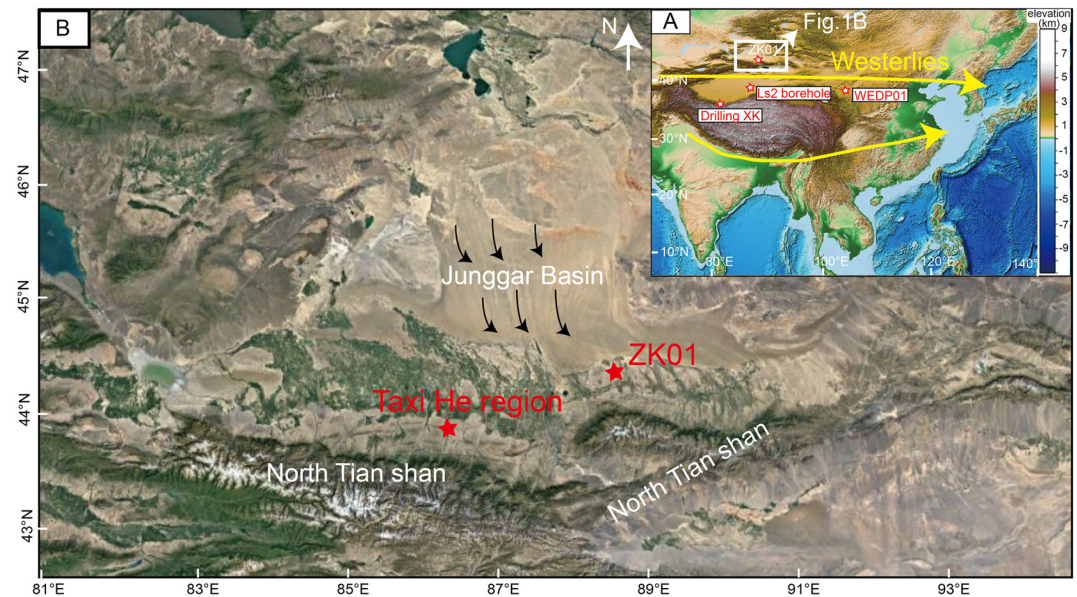 B
N
47°N
46°N
45°N
44°N
43°N
81°E
83°E
85°E
87°E
89°E
91°E
93°E
Junggar Basin
ZK01
Taxi He region
North Tian shan
North Tian shan
A
Fig.1B
ZK01
Westerlies
Ls2 borehole
WEDP01
Drilling XK
40°N
30°N
20°N
10°N
80°E
100°E
120°E
140°
elevation
(km)
9
7
5
3
1
-1
-3
-5
-7
-9